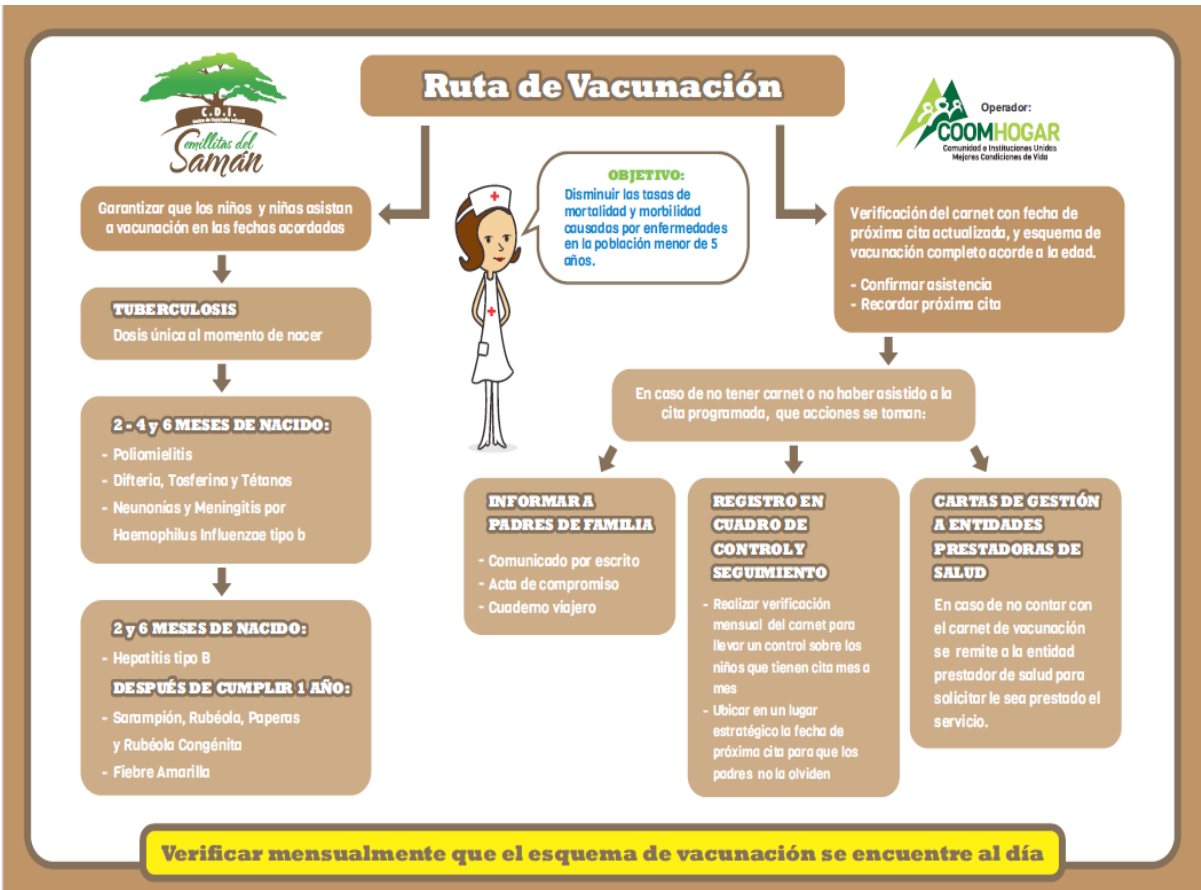 Ruta de Vacunación
C.D.I.
Centro de Desarrollo Infantil
Semillitas del
Samán
Operador:
COOMHOGAR
Comunidad e Instituciones Unidas
Mejores Condiciones de Vida
OBJETIVO:
Disminuir las tasas de
mortalidad y morbilidad
causadas por enfermedades
en la población menor de 5
años.
Garantizar que los niños y niñas asistan
a vacunación en las fechas acordadas
TUBERCULOSIS
Dosis única al momento de nacer
2 - 4 y 6 MESES DE NACIDO:
- Poliomielitis
- Difteria, Tosferina y Tétanos
- Neunonías y Meningitis por
Haemophilus Influenzae tipo b
2 y 6 MESES DE NACIDO:
- Hepatitis tipo B
DESPUÉS DE CUMPLIR 1 AÑO:
- Sarampión, Rubéola, Paperas
y Rubéola Congénita
- Fiebre Amarilla
Verificación del carnet con fecha de
próxima cita actualizada, y esquema de
vacunación completo acorde a la edad.
- Confirmar asistencia
- Recordar próxima cita
En caso de no tener carnet o no haber asistido a la
cita programada, que acciones se toman:
INFORMAR A
PADRES DE FAMILIA
- Comunicado por escrito
- Acta de compromiso
- Cuaderno viajero
REGISTRO EN
CUADRO DE
CONTROL Y
SEGUIMIENTO
- Realizar verificación
mensual del carnet para
llevar un control sobre los
niños que tienen cita mes a
mes
- Ubicar en un lugar
estratégico la fecha de
próxima cita para que los
padres no la olviden
CARTAS DE GESTIÓN
A ENTIDADES
PRESTADORAS DE
SALUD
En caso de no contar con
el carnet de vacunación
se remite a la entidad
prestador de salud para
solicitar le sea prestado el
servicio.
Verificar mensualmente que el esquema de vacunación se encuentre al día